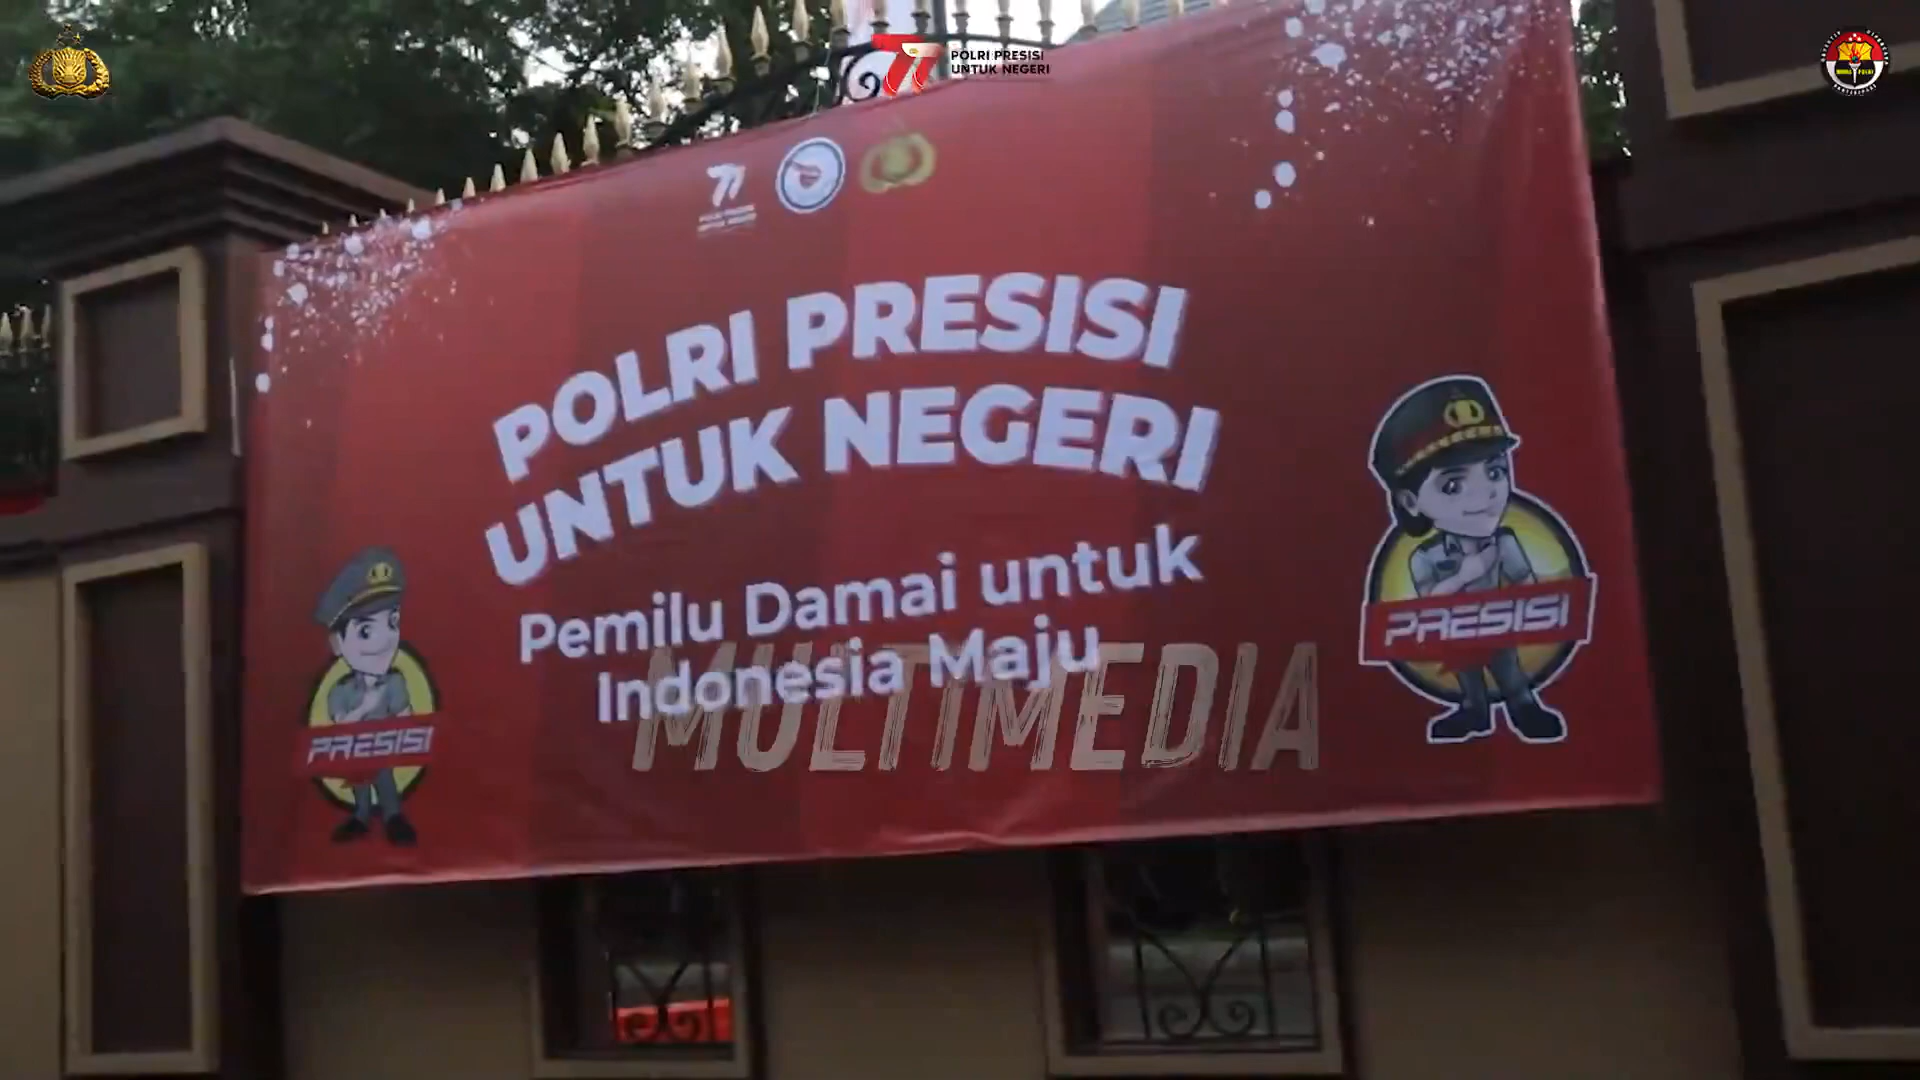 POLRI PRESISI
UNTUK NEGERI
POLRI PRESISI
UNTUK NEGERI
Pemilu Damai untuk
Indonesia Maju
MULTIMEDIA
PRESISI
PRESISI